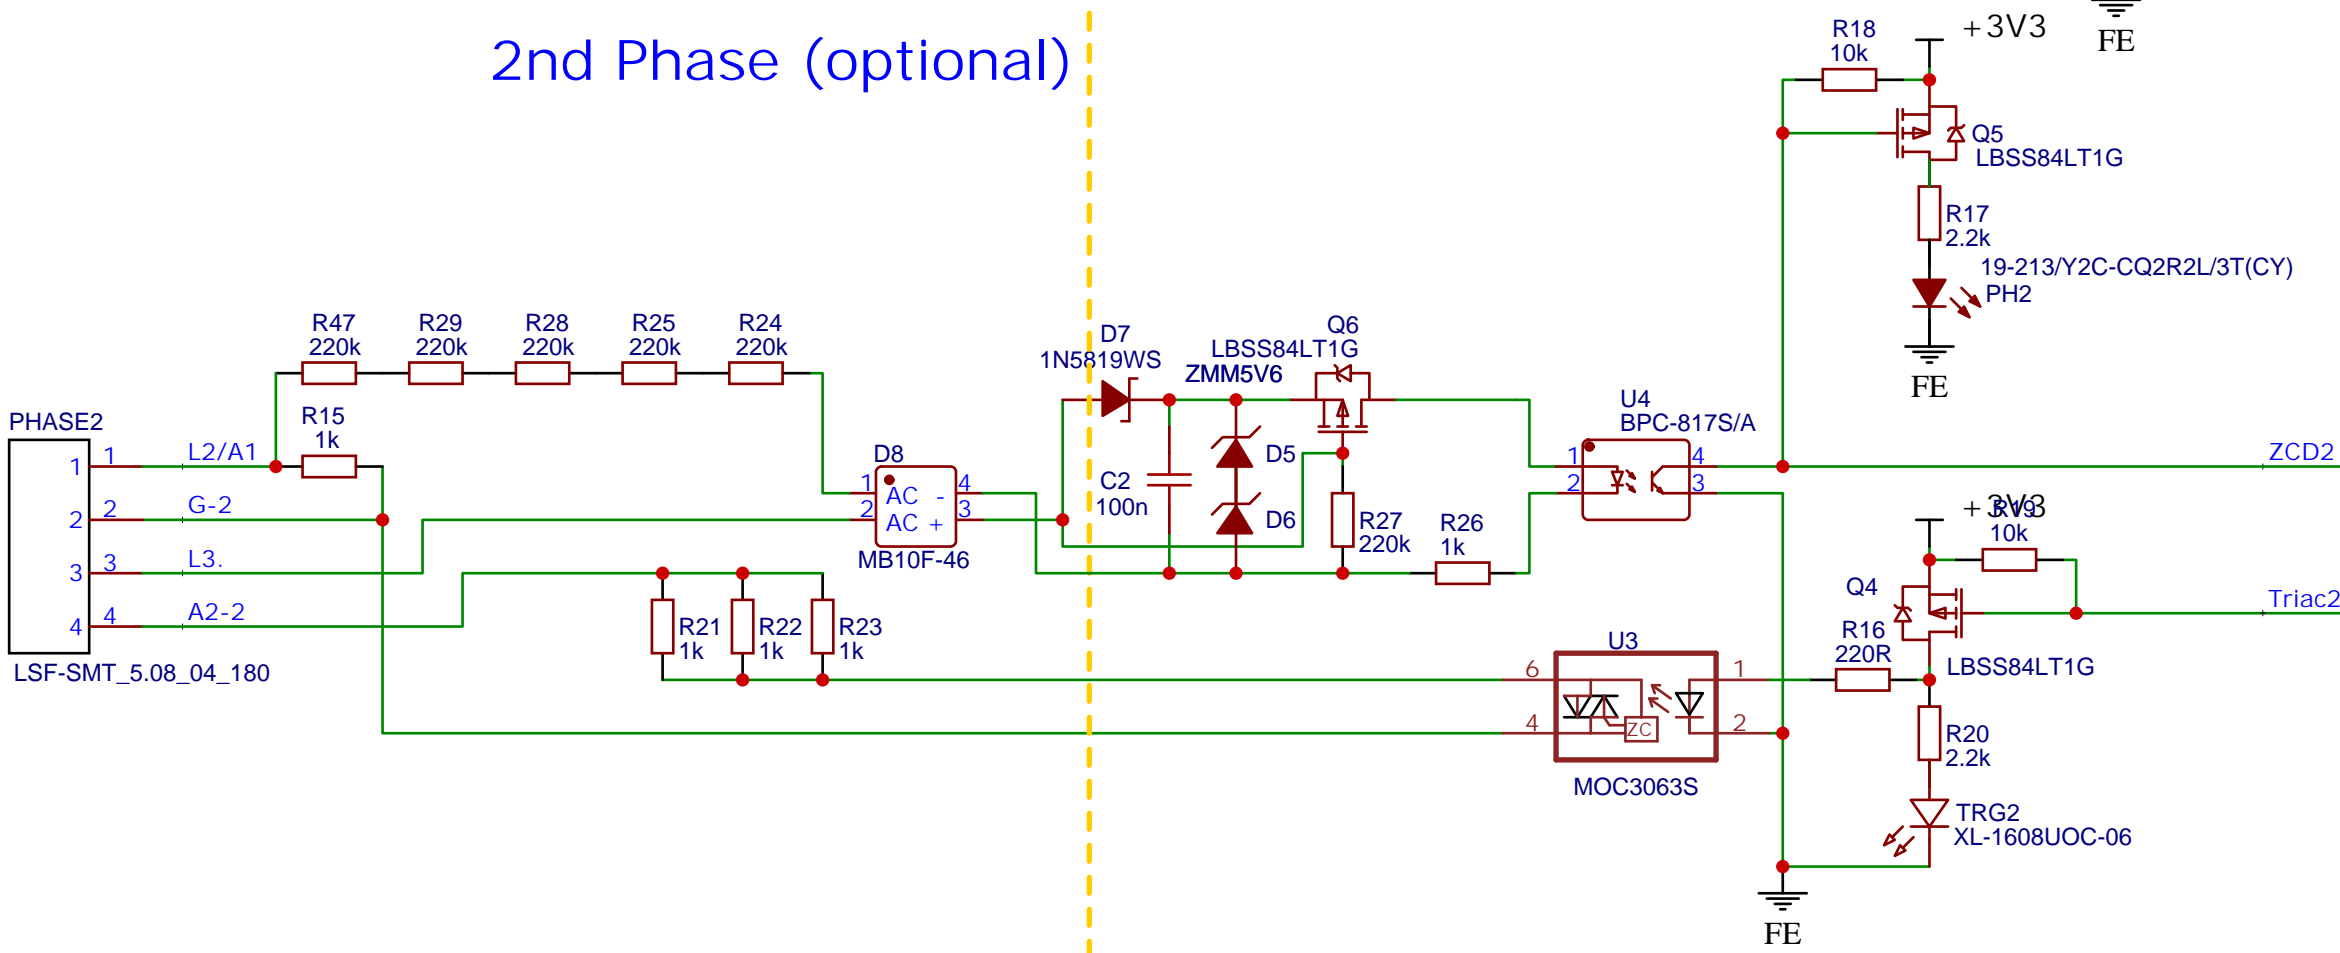 2nd Phase (optional)
R18
10k
+3V3
FE
Q5
LBSS84LT1G
R17
2.2k
19-213/Y2C-CQ2R2L/3T(CY)
PH2
FE
R47
220k
R29
220k
R28
220k
R25
220k
R24
220k
D7
1N5819WS
Q6
LBSS84LT1G
ZMM5V6
U4
BPC-817S/A
PHASE2
R15
1k
1 1 L2/A1
2 2 G-2
3 3 L3.
4 4 A2-2
LSF-SMT_5.08_04_180
D8
1 AC - 4
2 AC + 3
MB10F-46
C2
100n
D5
D6
R27
220k
R26
1k
1 4
2 3
ZCD2
+3V3
R19
10k
Q4
Triac2
R16
220R
LBSS84LT1G
R21
1k
R22
1k
R23
1k
U3
6 1
4 ZC 2
MOC3063S
R20
2.2k
TRG2
XL-1608UOC-06
FE